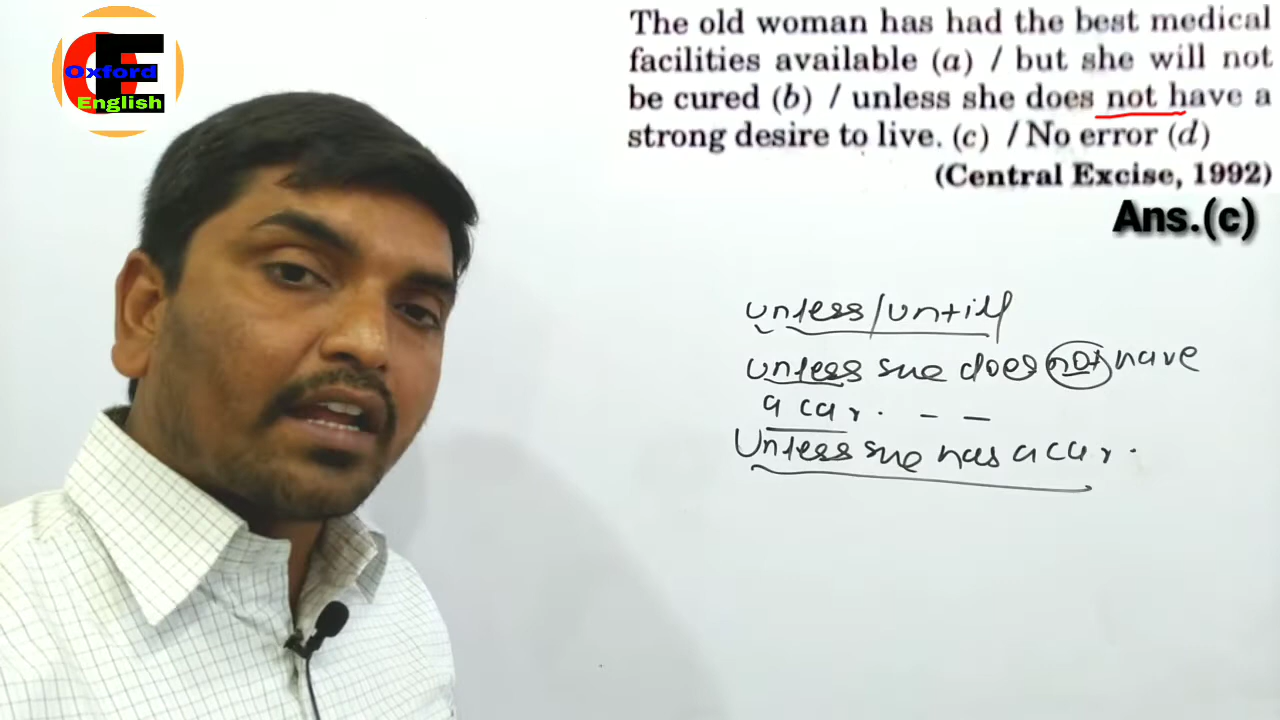 Oxford
English
The old woman has had the best medical
facilities available (a) / but she will not
be cured (b) / unless she does not have a
strong desire to live. (c) / No error (d)
(Central Excise, 1992)
Ans.(c)
unless/untill
unless she does not have
a car. – –
Unless she has a car.